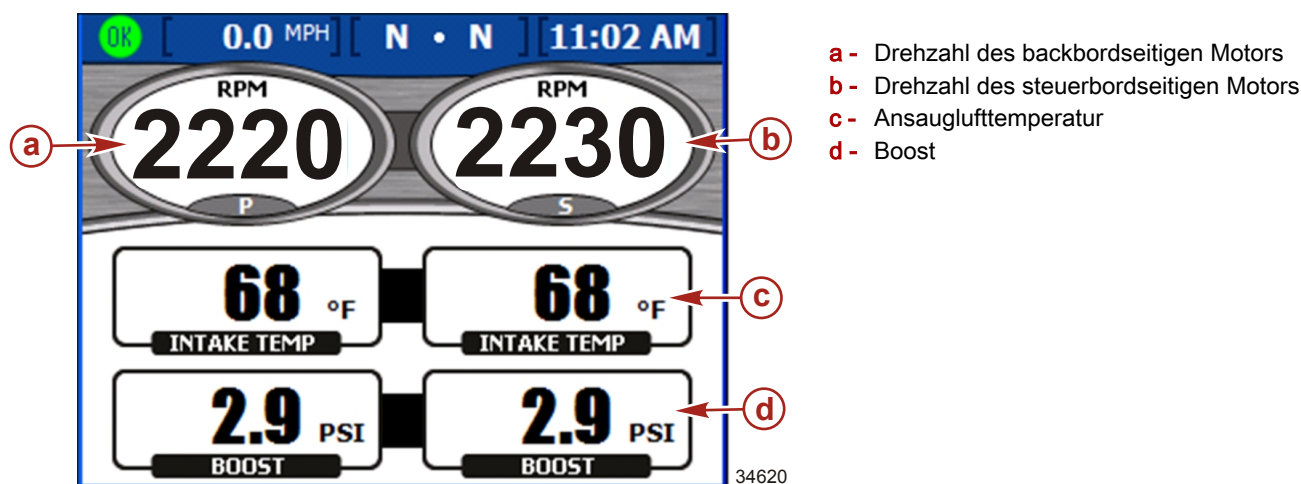 OK [ 0.0 MPH ] [ N • N ] [ 11:02 AM ]
RPM RPM
a 2220 2230 b
P S
68 °F 68 °F c
INTAKE TEMP INTAKE TEMP
2.9 PSI 2.9 PSI d
BOOST BOOST
34620
a - Drehzahl des backbordseitigen Motors
b - Drehzahl des steuerbordseitigen Motors
c - Ansauglufttemperatur
d - Boost